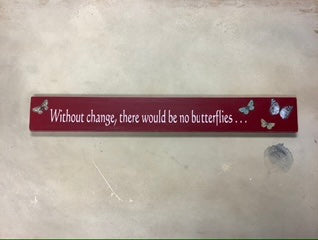 Without change, there would be no butterflies . . .